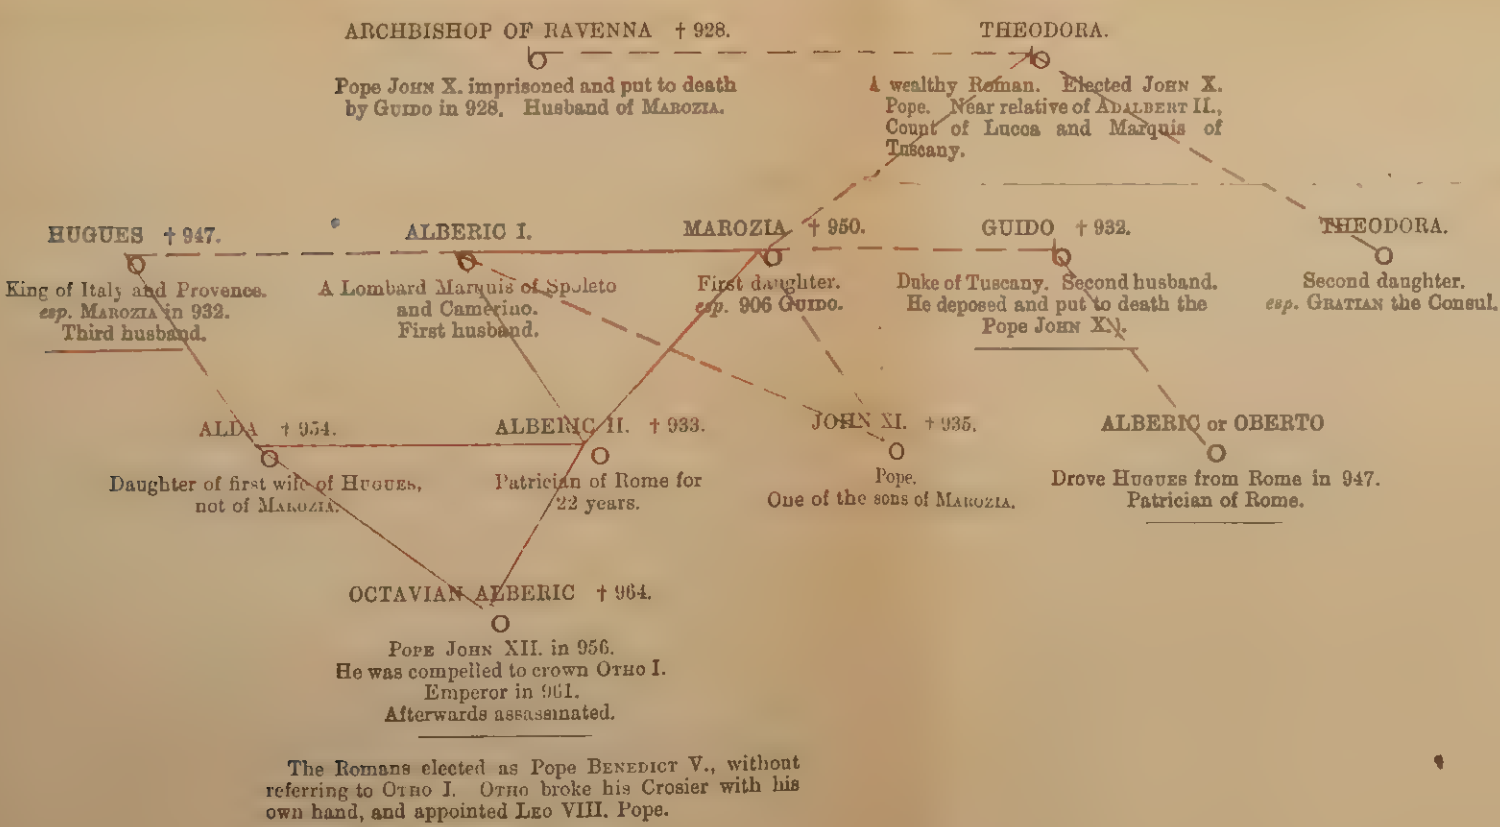 ARCHBISHOP OF RAVENNA † 928.
Pope JOHN X. imprisoned and put to death
by GUIDO in 928. Husband of MAROZIA.
THEODORA.
A wealthy Roman. Elected JOHN X.
Pope. Near relative of ADALBERT II.,
Count of Lucca and Marquis of
Tuscany.
HUGUES † 947.
King of Italy and Provence.
esp. MAROZIA in 932.
Third husband.
ALBERIC I.
A Lombard Marquis of Spoleto
and Camerino.
First husband.
MAROZIA † 950.
First daughter.
esp. 906 GUIDO.
GUIDO † 932.
Duke of Tuscany. Second husband.
He deposed and put to death the
Pope JOHN X.
THEODORA.
Second daughter.
esp. GRATIAN the Consul.
ALDA † 954.
Daughter of first wife of HUGUES,
not of MAROZIA.
ALBERIC II. † 933.
Patrician of Rome for
22 years.
JOHN XI. † 935.
Pope.
One of the sons of MAROZIA.
ALBERIC or OBERTO
Drove HUGUES from Rome in 947.
Patrician of Rome.
OCTAVIAN ALBERIC † 964.
POPE JOHN XII. in 956.
He was compelled to crown OTHO I.
Emperor in 961.
Afterwards assassinated.
The Romans elected as Pope BENEDICT V., without
referring to OTHO I. OTHO broke his Crosier with his
own hand, and appointed LEO VIII. Pope.